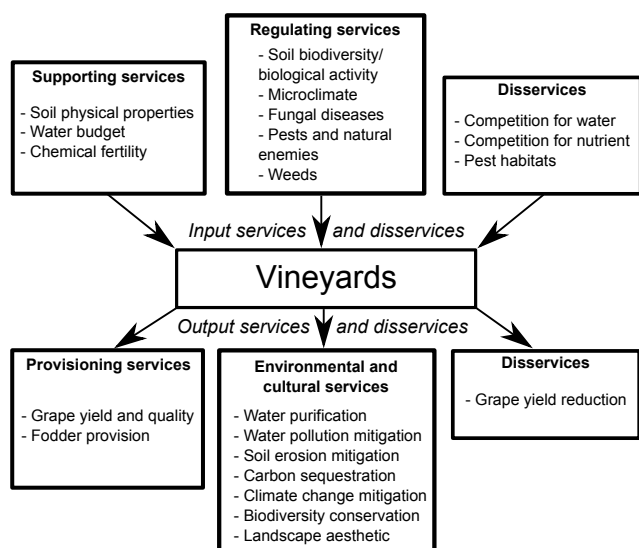 Supporting services
- Soil physical properties
- Water budget
- Chemical fertility
Regulating services
- Soil biodiversity/
biological activity
- Microclimate
- Fungal diseases
- Pests and natural
enemies
- Weeds
Disservices
- Competition for water
- Competition for nutrient
- Pest habitats
Input services and disservices
Vineyards
Output services and disservices
Provisioning services
- Grape yield and quality
- Fodder provision
Environmental and
cultural services
- Water purification
- Water pollution mitigation
- Soil erosion mitigation
- Carbon sequestration
- Climate change mitigation
- Biodiversity conservation
- Landscape aesthetic
Disservices
- Grape yield reduction